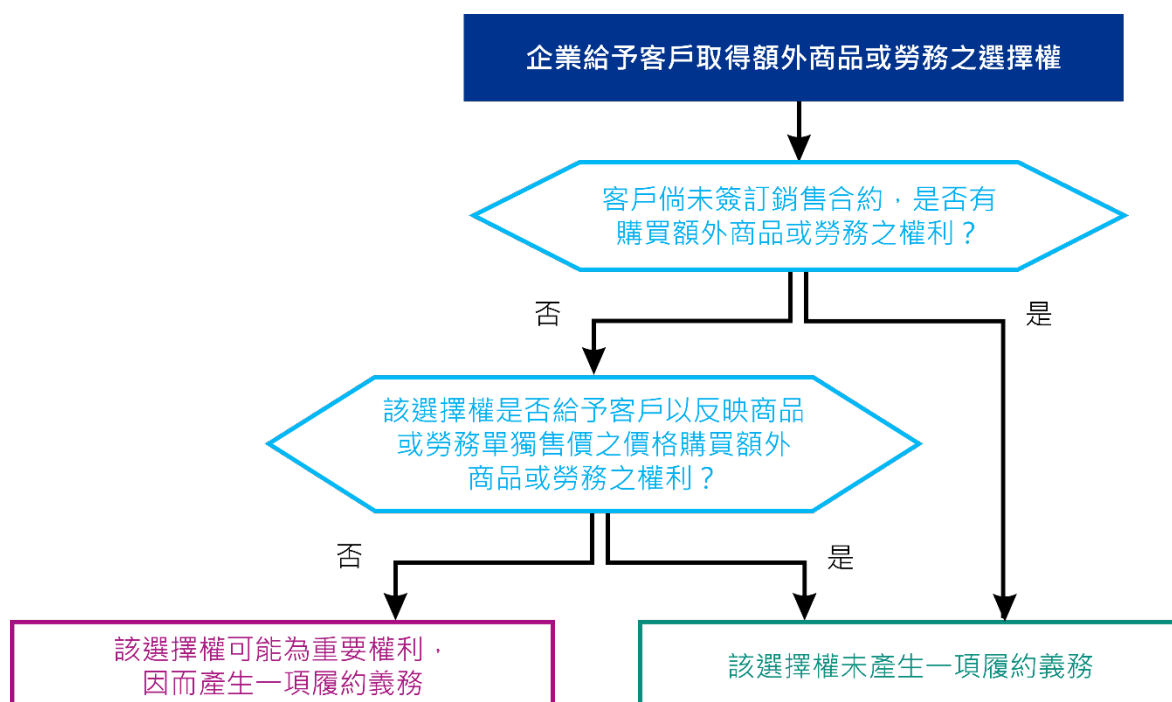 企業給予客戶取得額外商品或勞務之選擇權
客戶倘未簽訂銷售合約，是否有
購買額外商品或勞務之權利？
否
是
該選擇權是否給予客戶以反映商品
或勞務單獨售價之價格購買額外
商品或勞務之權利？
否
是
該選擇權可能為重要權利，
因而產生一項履約義務
該選擇權未產生一項履約義務